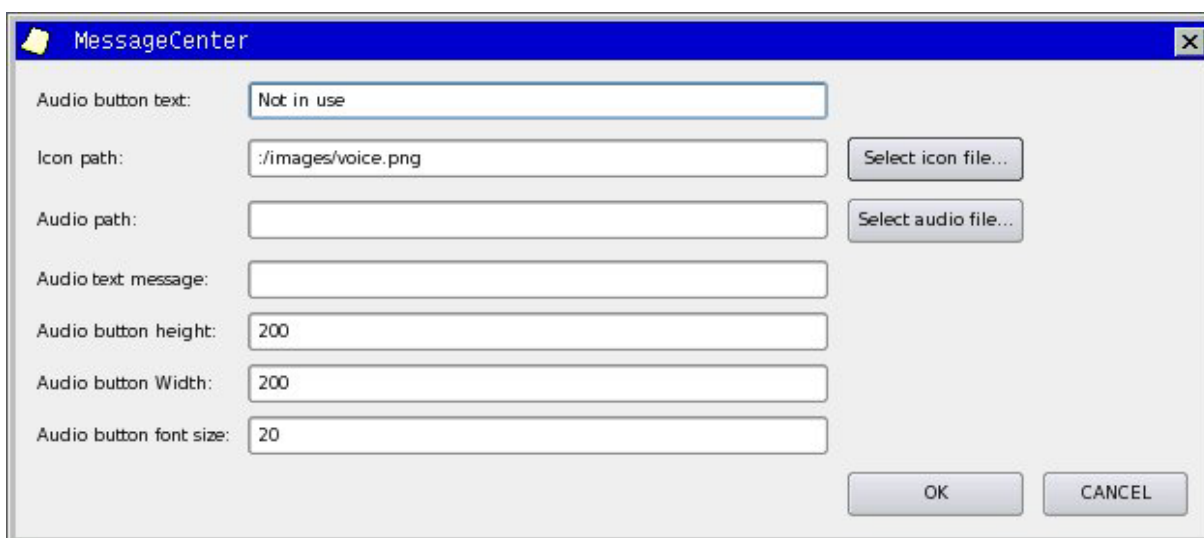 MessageCenter
Audio button text: Not in use
Icon path: :/images/voice.png Select icon file...
Audio path: Select audio file...
Audio text message:
Audio button height: 200
Audio button Width: 200
Audio button font size: 20
OK CANCEL